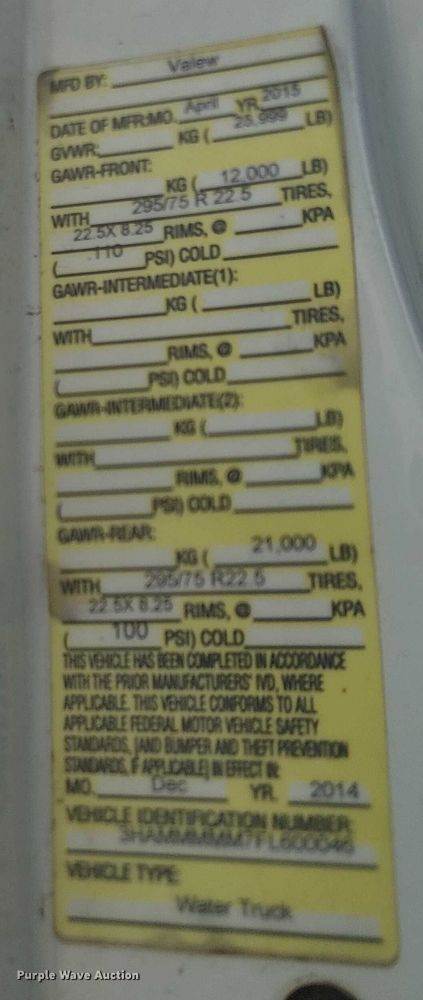 MFD BY: Valew
DATE OF MFR:MO. April YR. 2015
GVWR: KG ( 25,999 LB)
GAWR-FRONT:
KG ( 12,000 LB)
WITH 295/75 R 22.5 TIRES,
22.5X 8.25 RIMS, @ KPA
( 110 PSI) COLD
GAWR-INTERMEDIATE(1):
KG ( LB)
WITH TIRES,
RIMS, @ KPA
( PSI) COLD
GAWR-INTERMEDIATE(2):
KG ( LB)
WITH TIRES,
RIMS, @ KPA
( PSI) COLD
GAWR-REAR:
KG ( 21,000 LB)
WITH 295/75 R22.5 TIRES,
22.5X 8.25 RIMS, @ KPA
( 100 PSI) COLD
THIS VEHICLE HAS BEEN COMPLETED IN ACCORDANCE
WITH THE PRIOR MANUFACTURERS' IVD, WHERE
APPLICABLE. THIS VEHICLE CONFORMS TO ALL
APPLICABLE FEDERAL MOTOR VEHICLE SAFETY
STANDARDS, [AND BUMPER AND THEFT PREVENTION
STANDARDS, IF APPLICABLE] IN EFFECT IN:
MO. Dec YR. 2014
VEHICLE IDENTIFICATION NUMBER:
VEHICLE TYPE:
Water Truck
Purple Wave Auction